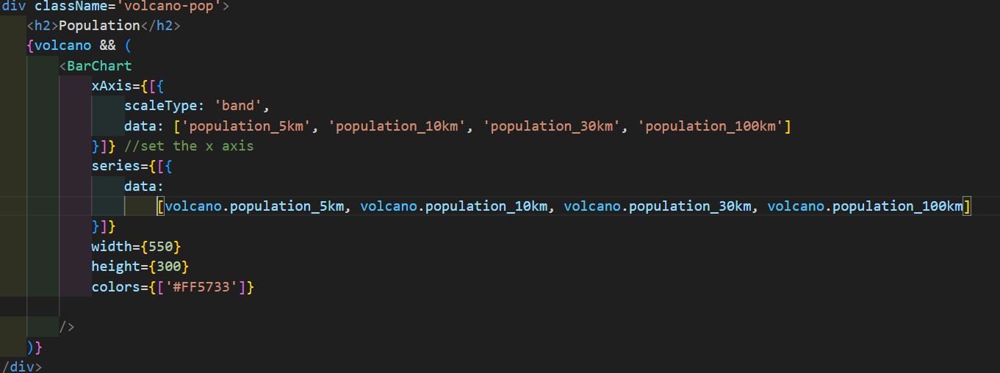 div className='volcano-pop'>
<h2>Population</h2>
{volcano && (
<BarChart
xAxis={[{
scaleType: 'band',
data: ['population_5km', 'population_10km', 'population_30km', 'population_100km']
}]} //set the x axis
series={[{
data:
[volcano.population_5km, volcano.population_10km, volcano.population_30km, volcano.population_100km]
}]}
width={550}
height={300}
colors={['#FF5733']}
/>
)}
/div>